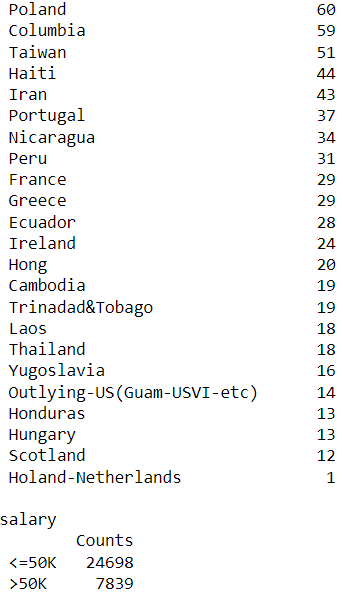 Poland 60
Columbia 59
Taiwan 51
Haiti 44
Iran 43
Portugal 37
Nicaragua 34
Peru 31
France 29
Greece 29
Ecuador 28
Ireland 24
Hong 20
Cambodia 19
Trinadad&Tobago 19
Laos 18
Thailand 18
Yugoslavia 16
Outlying-US(Guam-USVI-etc) 14
Honduras 13
Hungary 13
Scotland 12
Holand-Netherlands 1
salary
Counts
<=50K 24698
>50K 7839